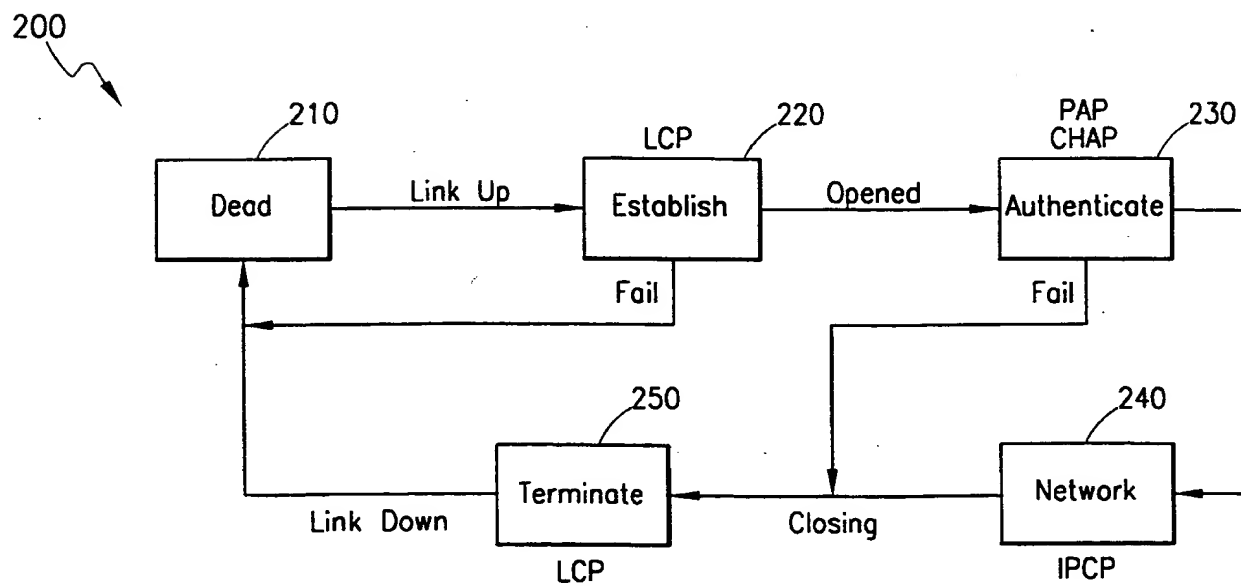 200
210
LCP
220
PAP
CHAP
230
Dead
Link Up
Establish
Opened
Authenticate
Fail
Fail
250
240
Terminate
Network
Link Down
Closing
LCP
IPCP